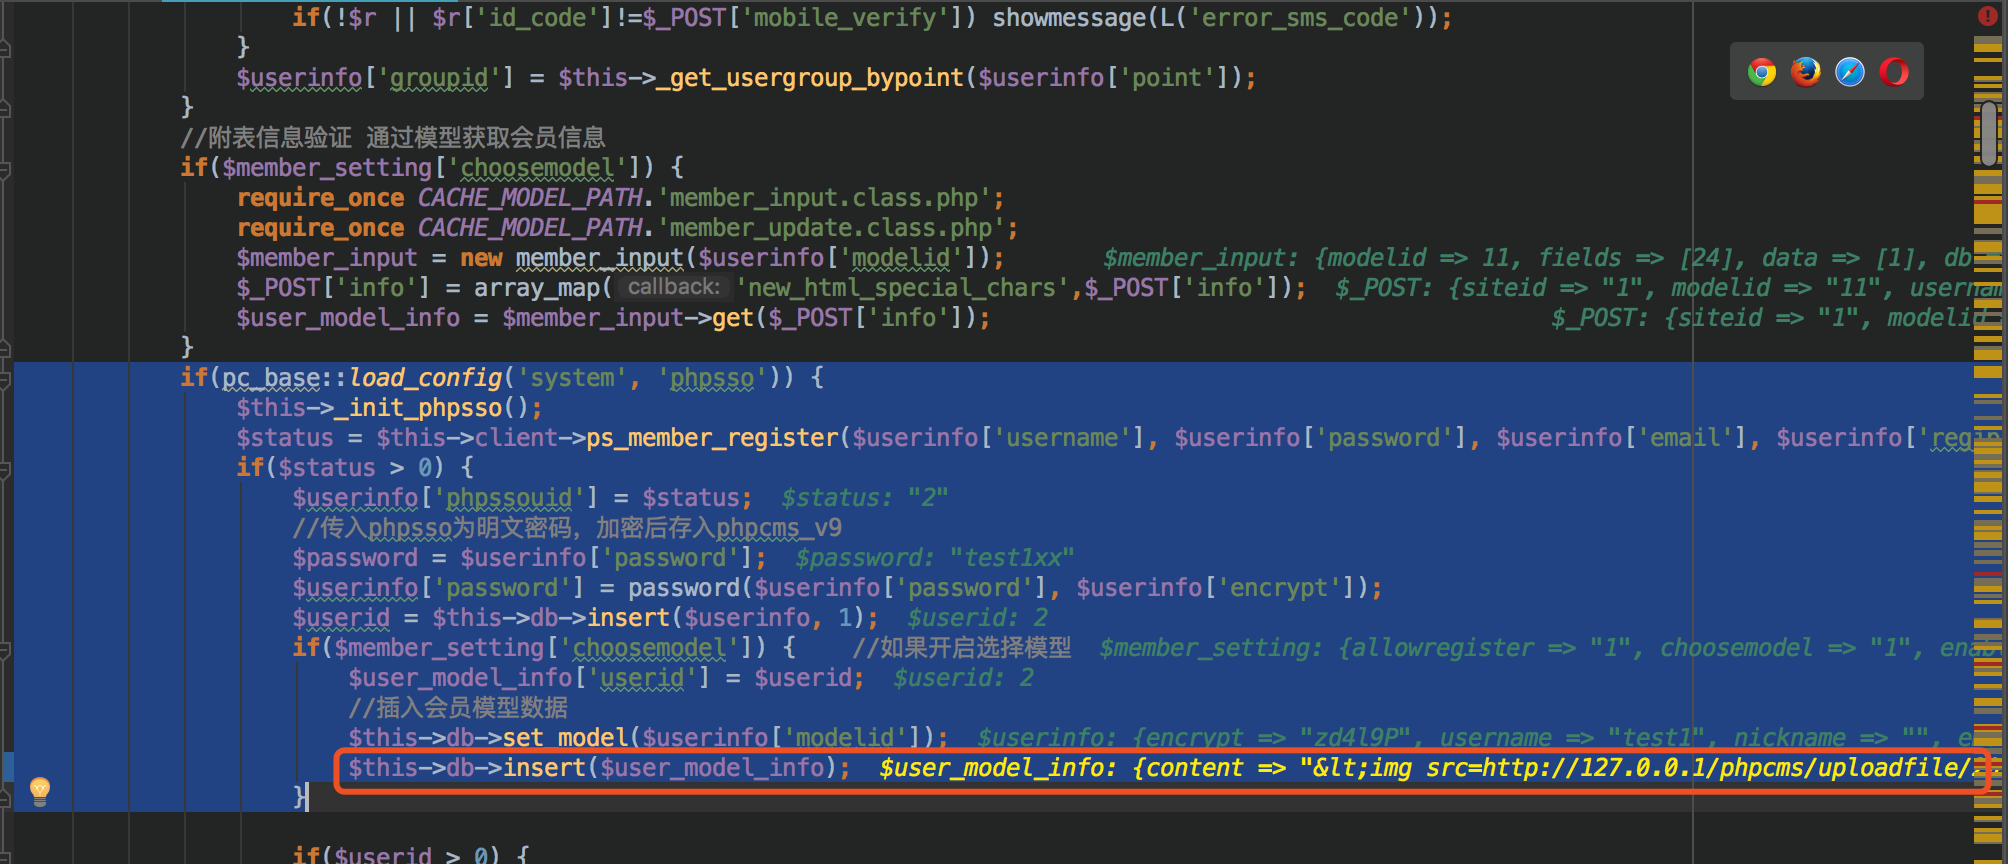 if(!$r || $r['id_code']!=$_POST['mobile_verify']) showmessage(L('error_sms_code'));
}
$userinfo['groupid'] = $this->_get_usergroup_bypoint($userinfo['point']);
}
//附表信息验证 通过模型获取会员信息
if($member_setting['choosemodel']) {
require_once CACHE_MODEL_PATH.'member_input.class.php';
require_once CACHE_MODEL_PATH.'member_update.class.php';
$member_input = new member_input($userinfo['modelid']); $member_input: {modelid => 11, fields => [24], data => [1], db
$_POST['info'] = array_map( callback: 'new_html_special_chars',$_POST['info']); $_POST: {siteid => "1", modelid => "11", usernam
$user_model_info = $member_input->get($_POST['info']); $_POST: {siteid => "1", modelid
}
if(pc_base::load_config('system', 'phpsso')) {
$this->_init_phpsso();
$status = $this->client->ps_member_register($userinfo['username'], $userinfo['password'], $userinfo['email'], $userinfo['regip
if($status > 0) {
$userinfo['phpssouid'] = $status; $status: "2"
//传入phpsso为明文密码，加密后存入phpcms_v9
$password = $userinfo['password']; $password: "test1xx"
$userinfo['password'] = password($userinfo['password'], $userinfo['encrypt']);
$userid = $this->db->insert($userinfo, 1); $userid: 2
if($member_setting['choosemodel']) { //如果开启选择模型 $member_setting: {allowregister => "1", choosemodel => "1", enab
$user_model_info['userid'] = $userid; $userid: 2
//插入会员模型数据
$this->db->set_model($userinfo['modelid']); $userinfo: {encrypt => "zd4l9P", username => "test1", nickname => "", e
$this->db->insert($user_model_info); $user_model_info: {content => "&lt;img src=http://127.0.0.1/phpcms/uploadfile/
}
if($userid > 0) {